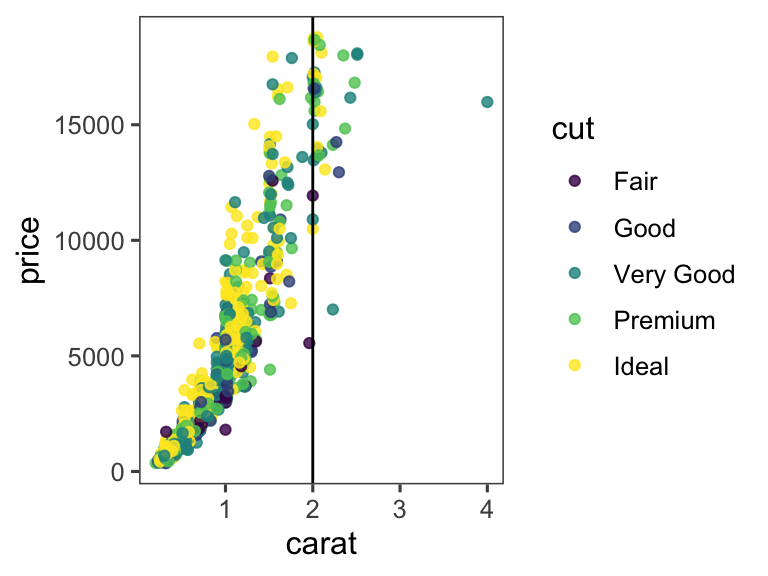 price
15000
10000
5000
0
1
2
3
4
carat
cut
Fair
Good
Very Good
Premium
Ideal